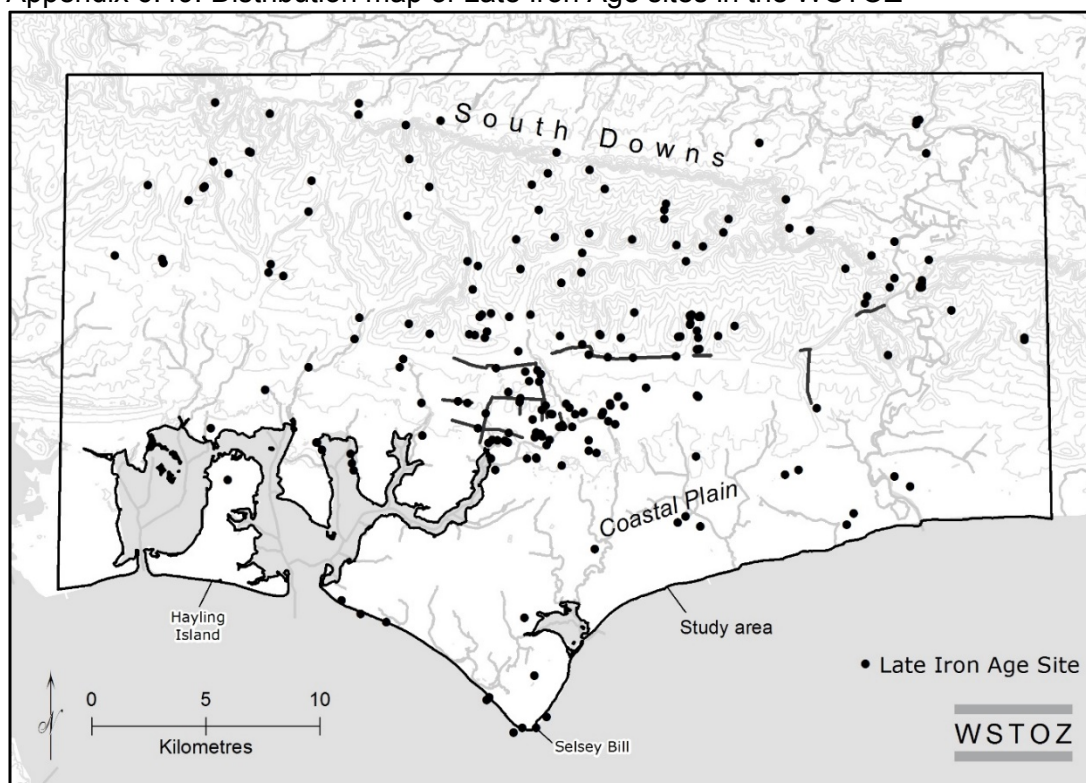 Appendix 6.49: Distribution map of Late Iron Age sites in the WSTOZ
South Downs
Coastal Plain
Hayling
Island
Study area
Late Iron Age Site
N
0 5 10
Kilometres
Selsey Bill
WSTOZ